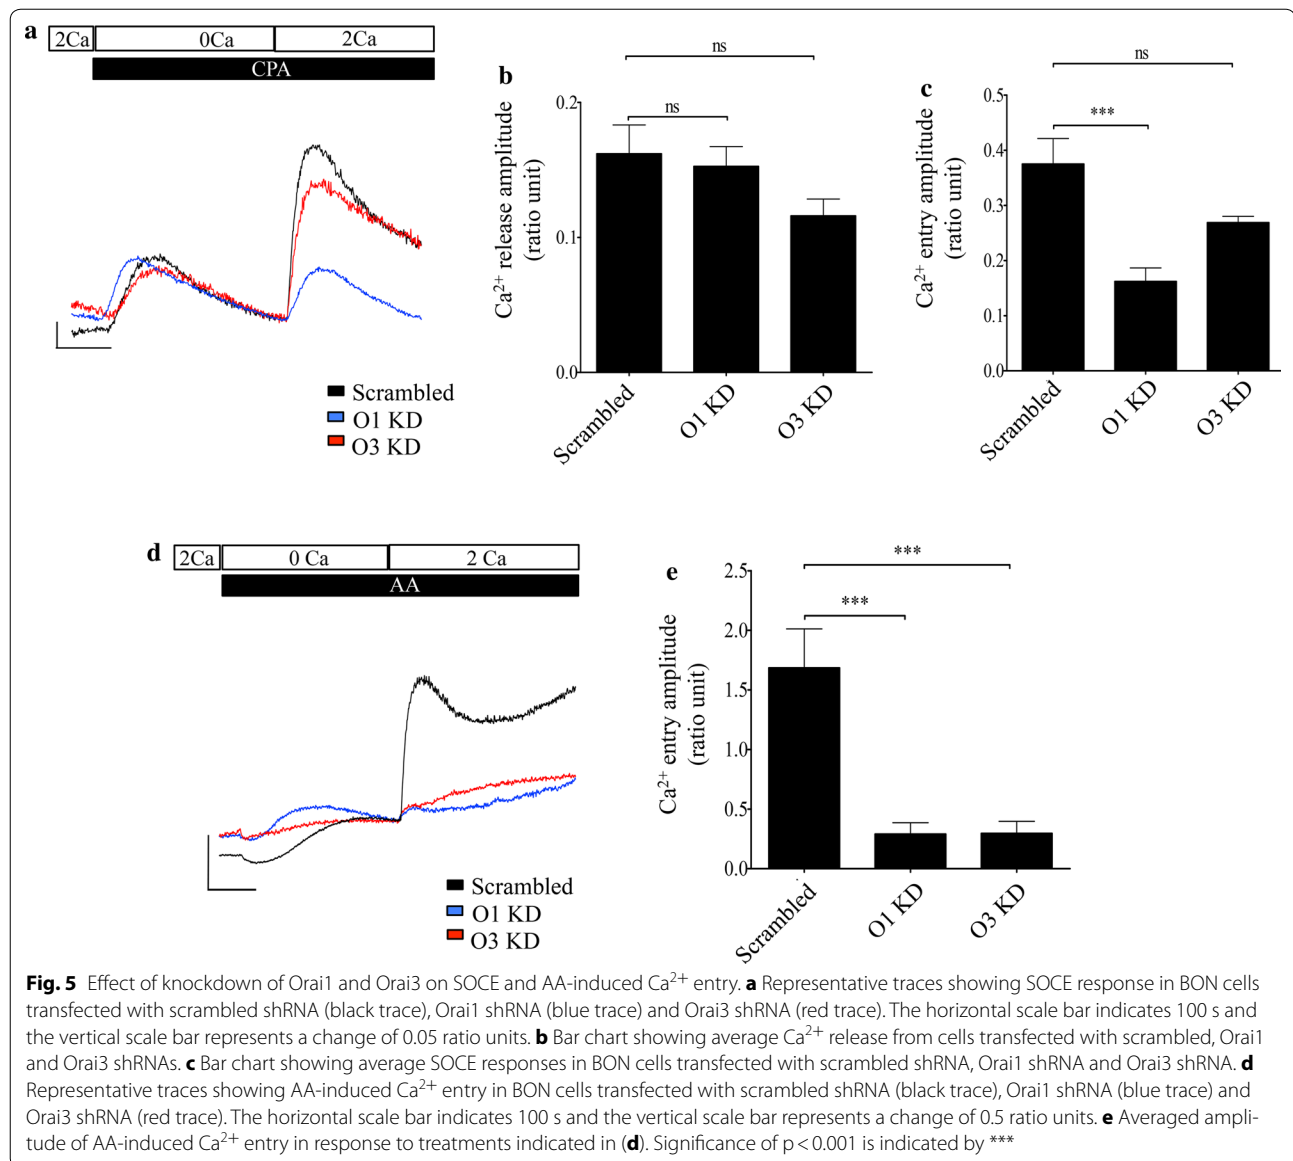 a
2Ca 0Ca 2Ca
CPA
Scrambled
O1 KD
O3 KD
b
Ca2+ release amplitude
(ratio unit)
0.2
0.1
0.0
ns
ns
Scrambled
O1 KD
O3 KD
c
Ca2+ entry amplitude
(ratio unit)
0.5
0.4
0.3
0.2
0.1
0.0
ns
***
Scrambled
O1 KD
O3 KD
d
2Ca 0 Ca 2 Ca
AA
Scrambled
O1 KD
O3 KD
e
Ca2+ entry amplitude
(ratio unit)
2.5
2.0
1.5
1.0
0.5
0.0
***
***
Scrambled
O1 KD
O3 KD
Fig. 5 Effect of knockdown of Orai1 and Orai3 on SOCE and AA-induced Ca2+ entry. a Representative traces showing SOCE response in BON cells
transfected with scrambled shRNA (black trace), Orai1 shRNA (blue trace) and Orai3 shRNA (red trace). The horizontal scale bar indicates 100 s and
the vertical scale bar represents a change of 0.05 ratio units. b Bar chart showing average Ca2+ release from cells transfected with scrambled, Orai1
and Orai3 shRNAs. c Bar chart showing average SOCE responses in BON cells transfected with scrambled shRNA, Orai1 shRNA and Orai3 shRNA. d
Representative traces showing AA-induced Ca2+ entry in BON cells transfected with scrambled shRNA (black trace), Orai1 shRNA (blue trace) and
Orai3 shRNA (red trace). The horizontal scale bar indicates 100 s and the vertical scale bar represents a change of 0.5 ratio units. e Averaged ampli-
tude of AA-induced Ca2+ entry in response to treatments indicated in (d). Significance of p < 0.001 is indicated by ***